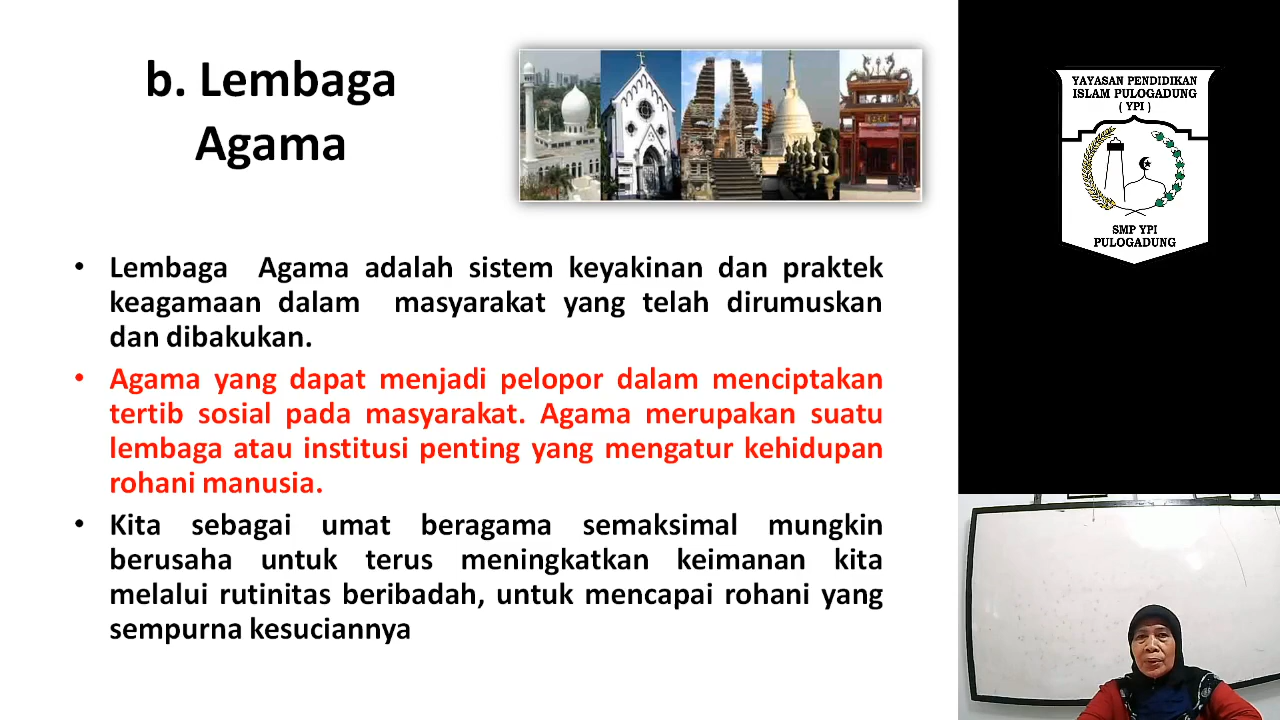 b. Lembaga
Agama
• Lembaga Agama adalah sistem keyakinan dan praktek
keagamaan dalam masyarakat yang telah dirumuskan
dan dibakukan.
• Agama yang dapat menjadi pelopor dalam menciptakan
tertib sosial pada masyarakat. Agama merupakan suatu
lembaga atau institusi penting yang mengatur kehidupan
rohani manusia.
• Kita sebagai umat beragama semaksimal mungkin
berusaha untuk terus meningkatkan keimanan kita
melalui rutinitas beribadah, untuk mencapai rohani yang
sempurna kesuciannya
YAYASAN PENDIDIKAN
ISLAM PULOGADUNG
( YPI )
SMP YPI
PULOGADUNG